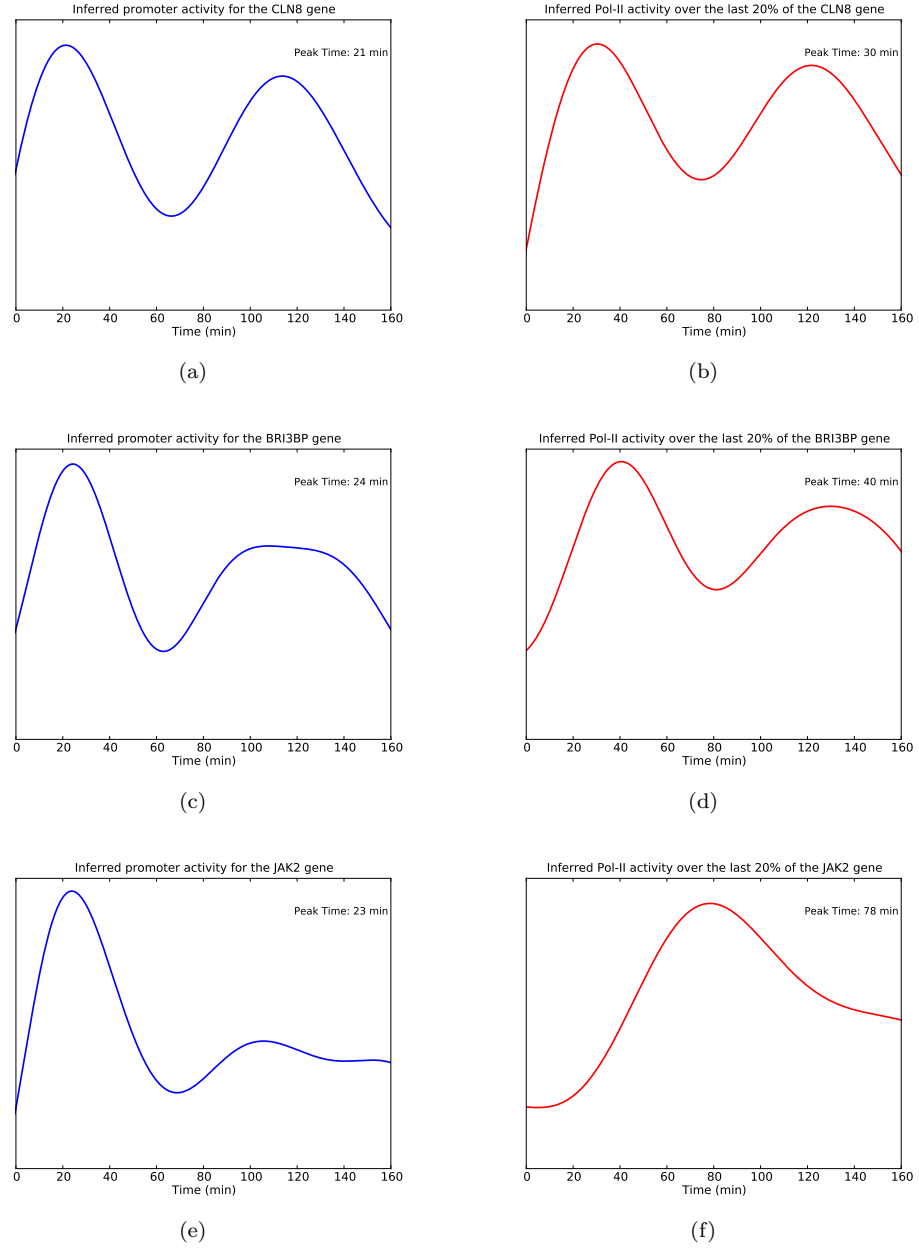 Inferred promoter activity for the CLN8 gene
Peak Time: 21 min
0 20 40 60 80 100 120 140 160
Time (min)
(a)
Inferred Pol-II activity over the last 20% of the CLN8 gene
Peak Time: 30 min
0 20 40 60 80 100 120 140 160
Time (min)
(b)
Inferred promoter activity for the BRI3BP gene
Peak Time: 24 min
0 20 40 60 80 100 120 140 160
Time (min)
(c)
Inferred Pol-II activity over the last 20% of the BRI3BP gene
Peak Time: 40 min
0 20 40 60 80 100 120 140 160
Time (min)
(d)
Inferred promoter activity for the JAK2 gene
Peak Time: 23 min
0 20 40 60 80 100 120 140 160
Time (min)
(e)
Inferred Pol-II activity over the last 20% of the JAK2 gene
Peak Time: 78 min
0 20 40 60 80 100 120 140 160
Time (min)
(f)